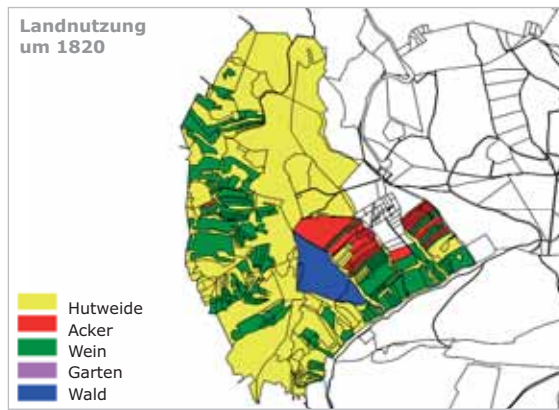 Landnutzung
um 1820
Hutweide
Acker
Wein
Garten
Wald